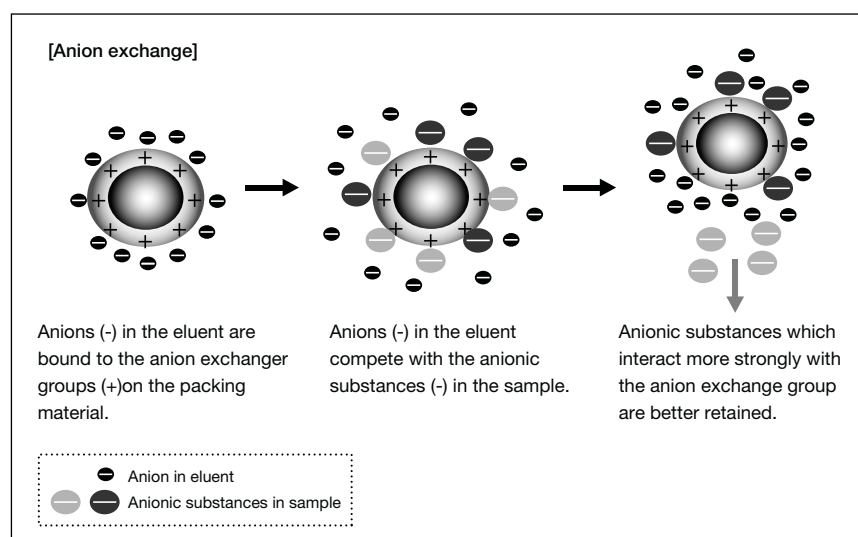 [Anion exchange]
Anions (-) in the eluent are
bound to the anion exchanger
groups (+)on the packing
material.
Anions (-) in the eluent
compete with the anionic
substances (-) in the sample.
Anionic substances which
interact more strongly with
the anion exchange group
are better retained.
Anion in eluent
Anionic substances in sample